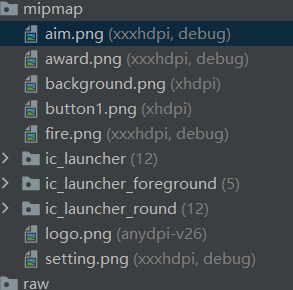 mipmap
aim.png (xxxhdpi, debug)
award.png (xxxhdpi, debug)
background.png (xhdpi)
button1.png (xhdpi)
fire.png (xxxhdpi, debug)
ic_launcher (12)
ic_launcher_foreground (5)
ic_launcher_round (12)
logo.png (anydpi-v26)
setting.png (xxxhdpi, debug)
raw